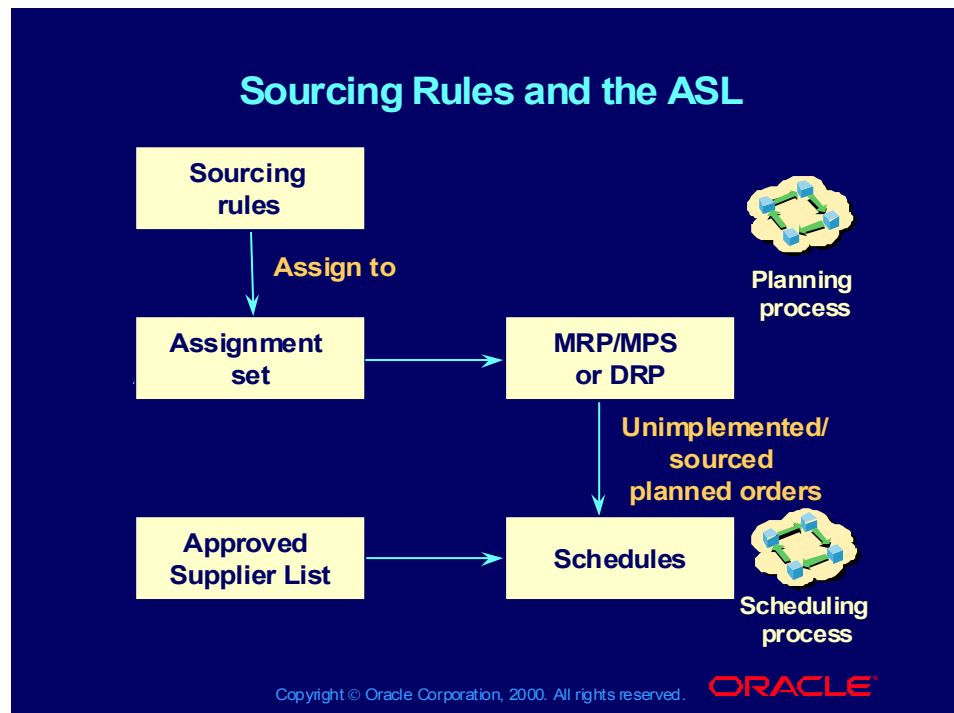 Sourcing Rules and the ASL
Sourcing
rules
Assign to
Planning
process
Assignment
set
MRP/MPS
or DRP
Unimplemented/
sourced
planned orders
Approved
Supplier List
Schedules
Scheduling
process
Copyright © Oracle Corporation, 2000. All rights reserved.
ORACLE®